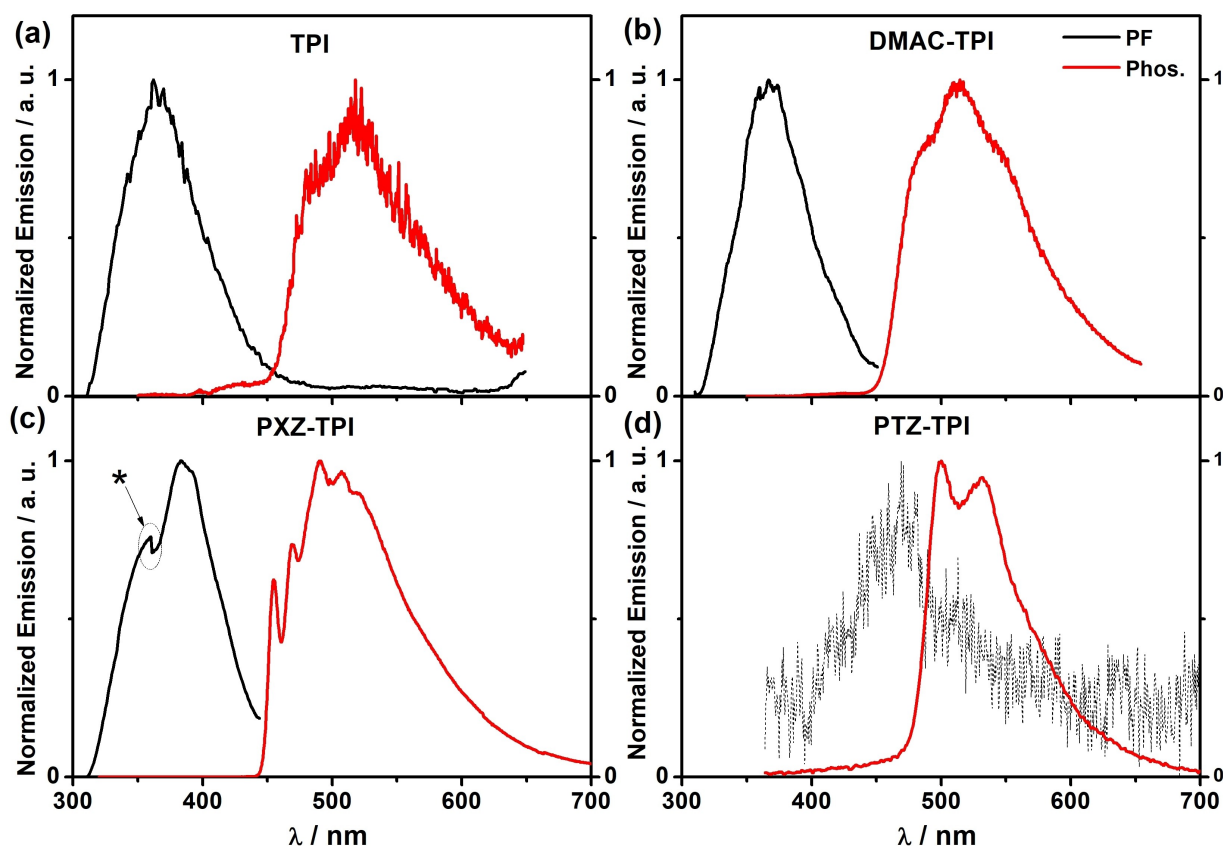 (a)
TPI
Normalized Emission / a. u.
1
0
1
0
(b)
DMAC-TPI
PF
Phos.
Normalized Emission / a. u.
1
0
1
0
(c)
PXZ-TPI
*
Normalized Emission / a. u.
1
0
1
0
300 400 500 600 700
λ / nm
(d)
PTZ-TPI
Normalized Emission / a. u.
1
0
1
0
300 400 500 600 700
λ / nm